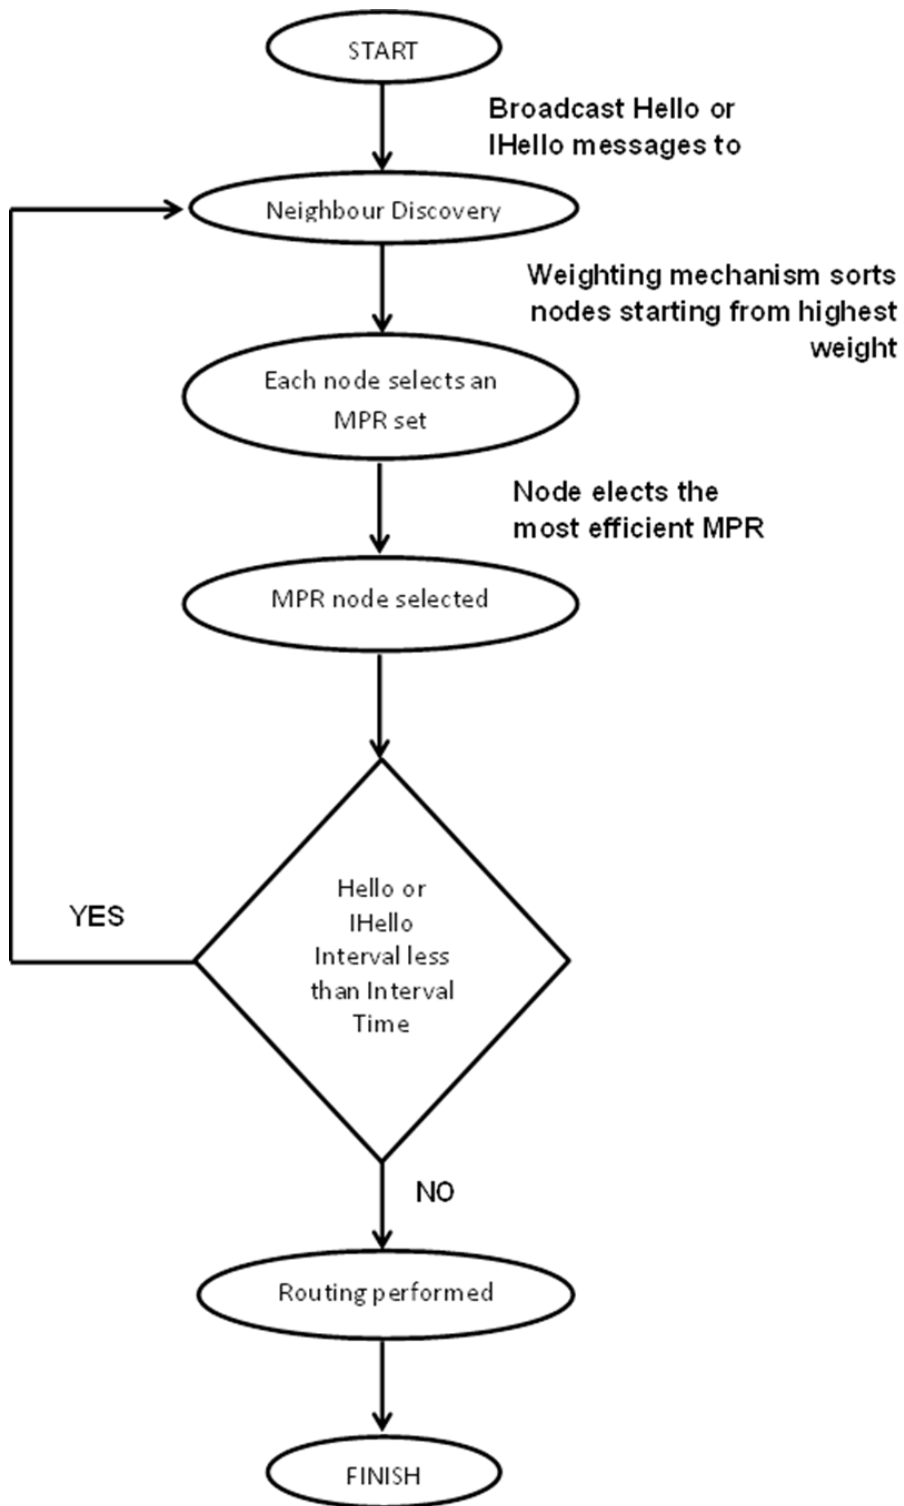 START
Broadcast Hello or
IHello messages to
Neighbour Discovery
Weighting mechanism sorts
nodes starting from highest
weight
Each node selects an
MPR set
Node elects the
most efficient MPR
MPR node selected
Hello or
IHello
Interval less
than Interval
Time
YES
NO
Routing performed
FINISH